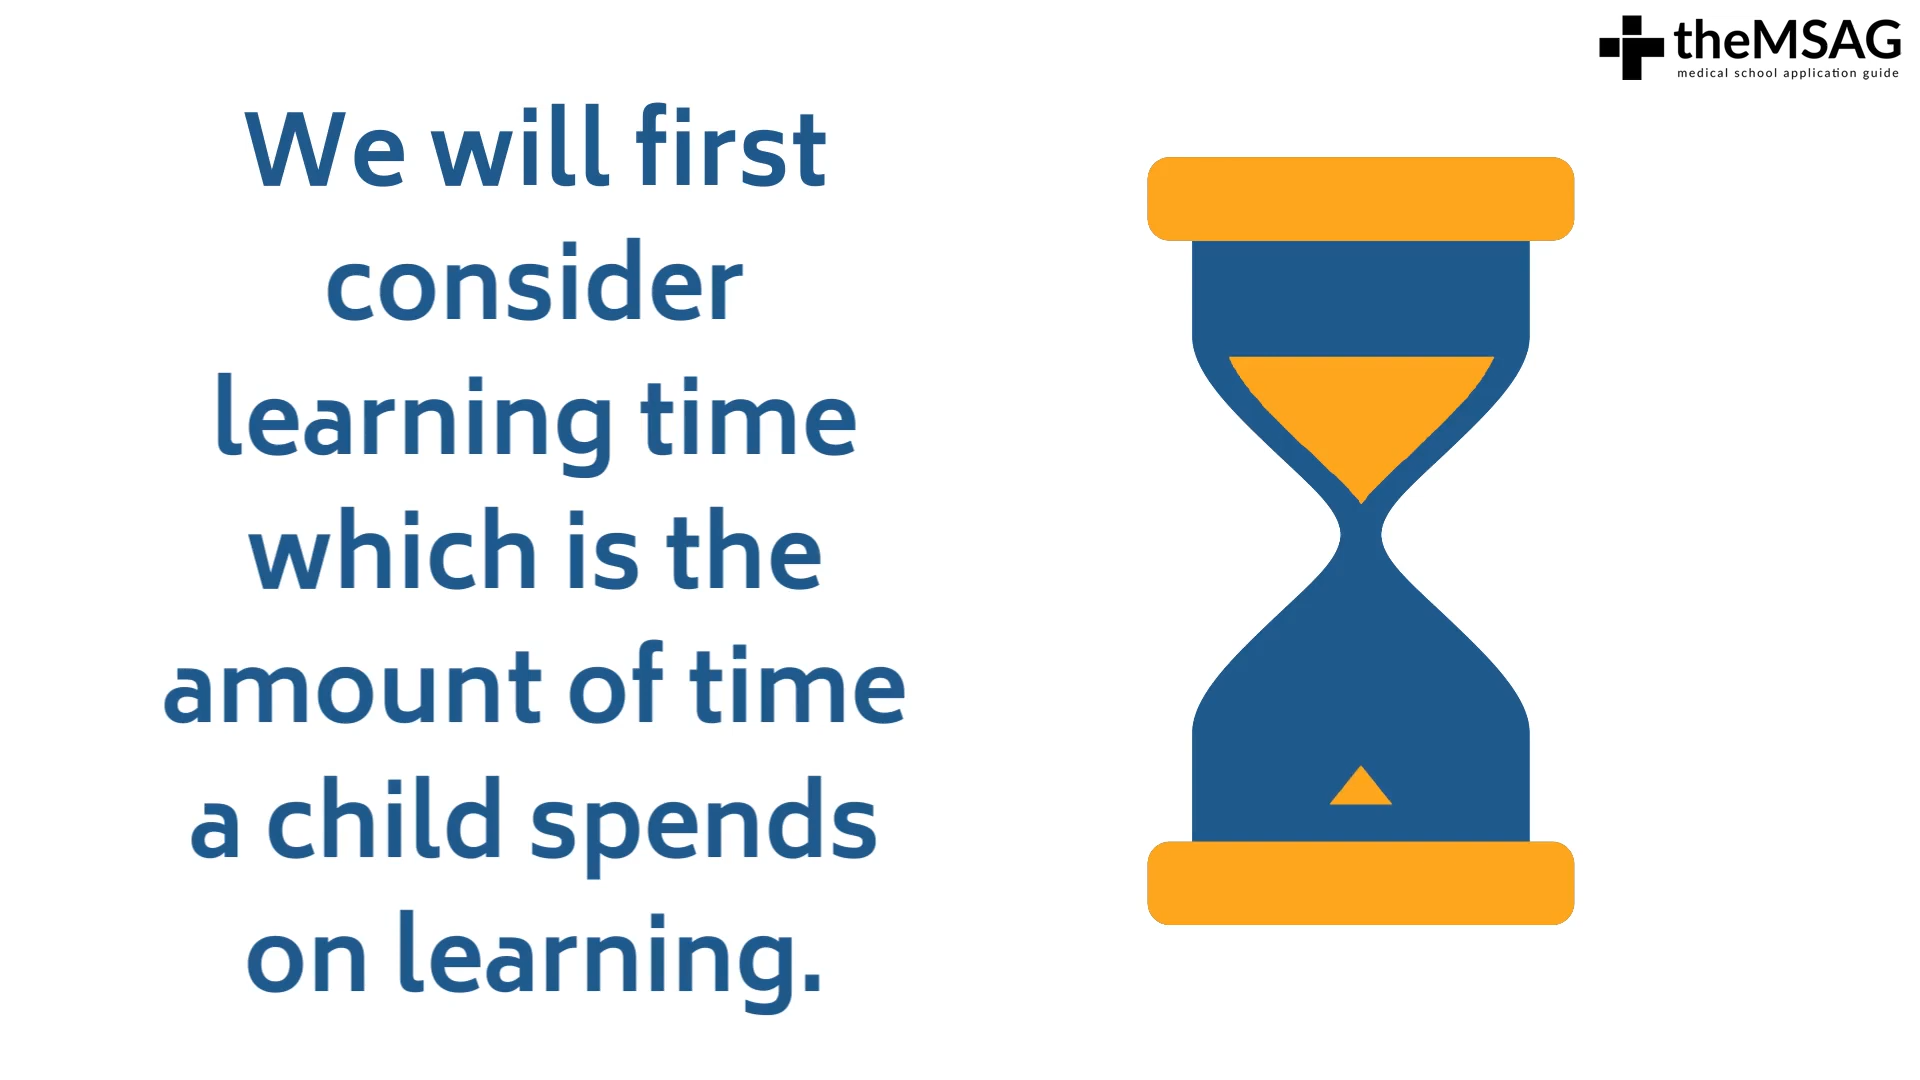 theMSAG
medical school application guide
We will first
consider
learning time
which is the
amount of time
a child spends
on learning.